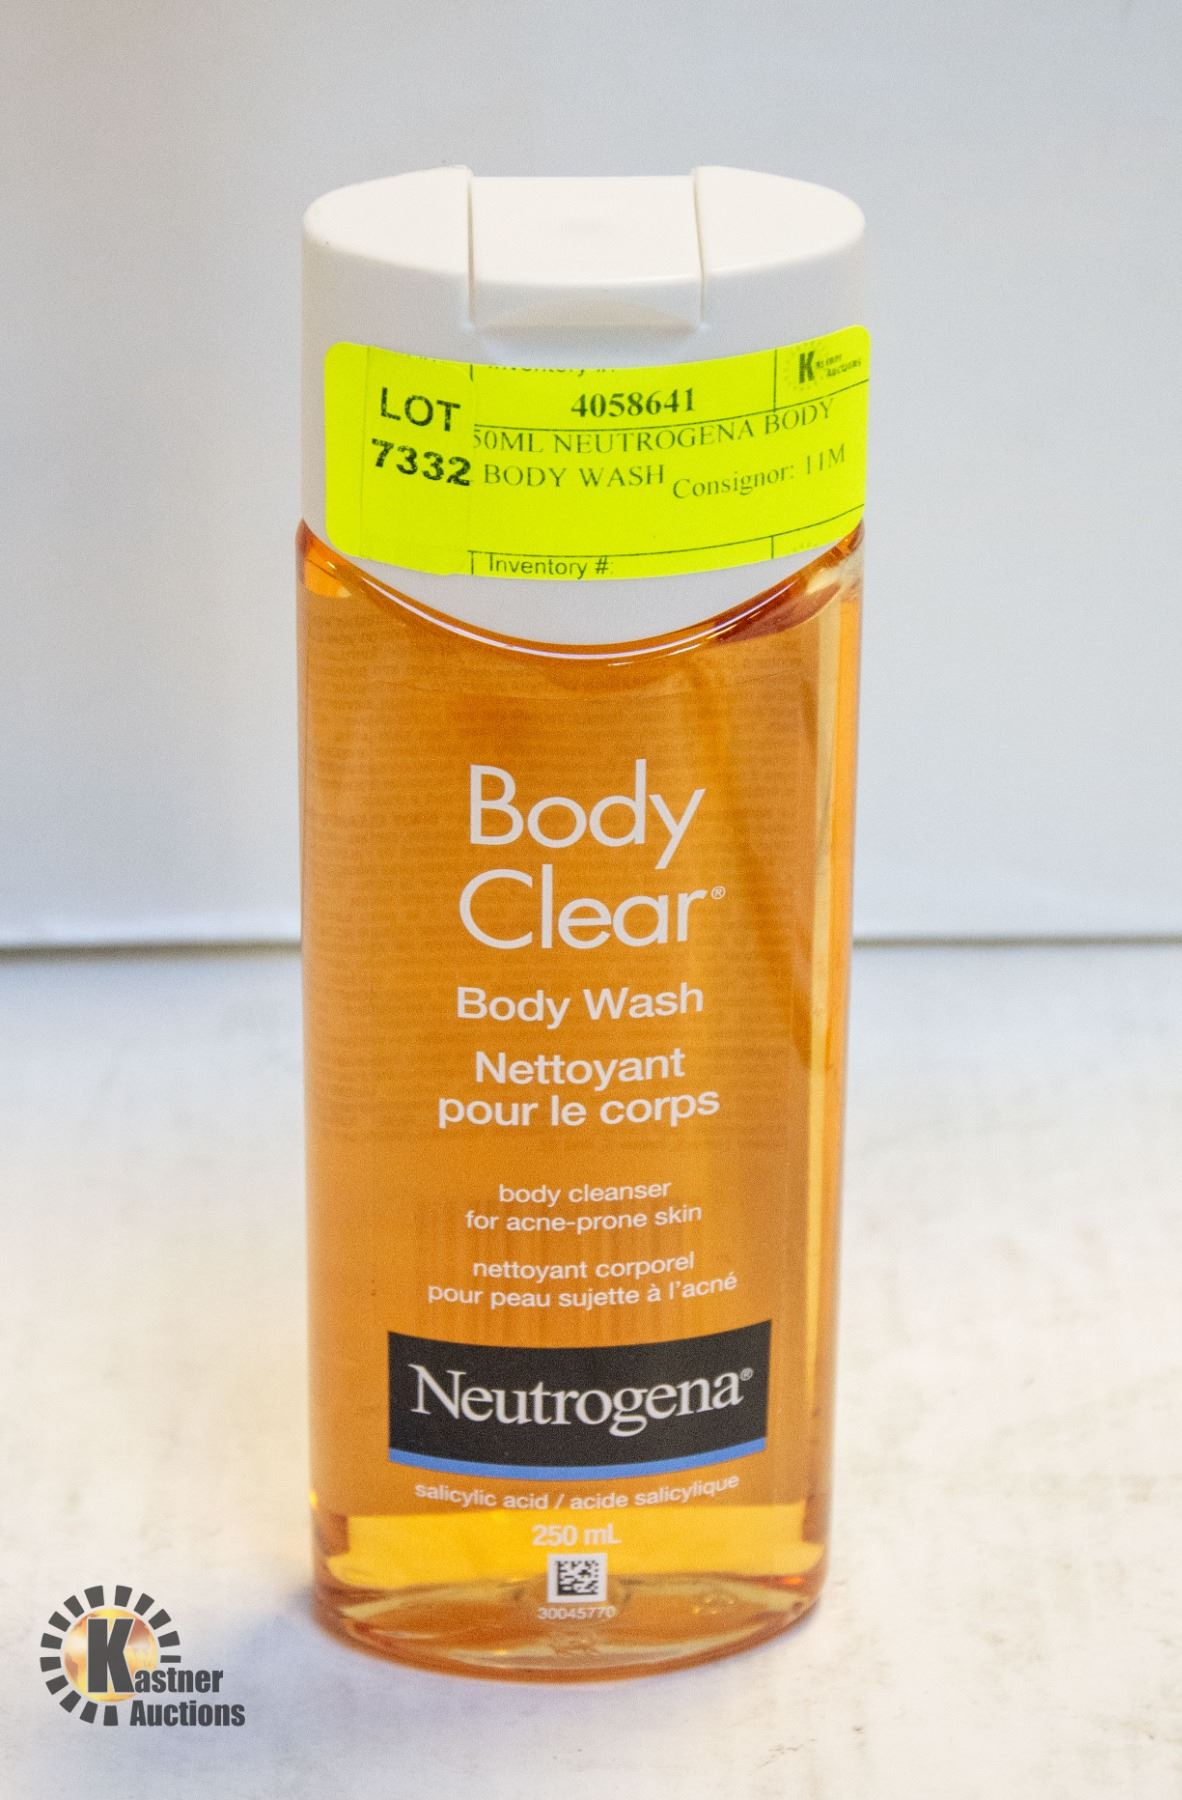 LOT
7332
4058641
50ML NEUTROGENA BODY
BODY WASH
Consignor: 11M
Kastner
Auctions
Inventory #:
Body
Clear®
Body Wash
Nettoyant
pour le corps
body cleanser
for acne-prone skin
nettoyant corporel
pour peau sujette à l'acné
Neutrogena®
salicylic acid / acide salicylique
250 mL
30045770
Kastner
Auctions